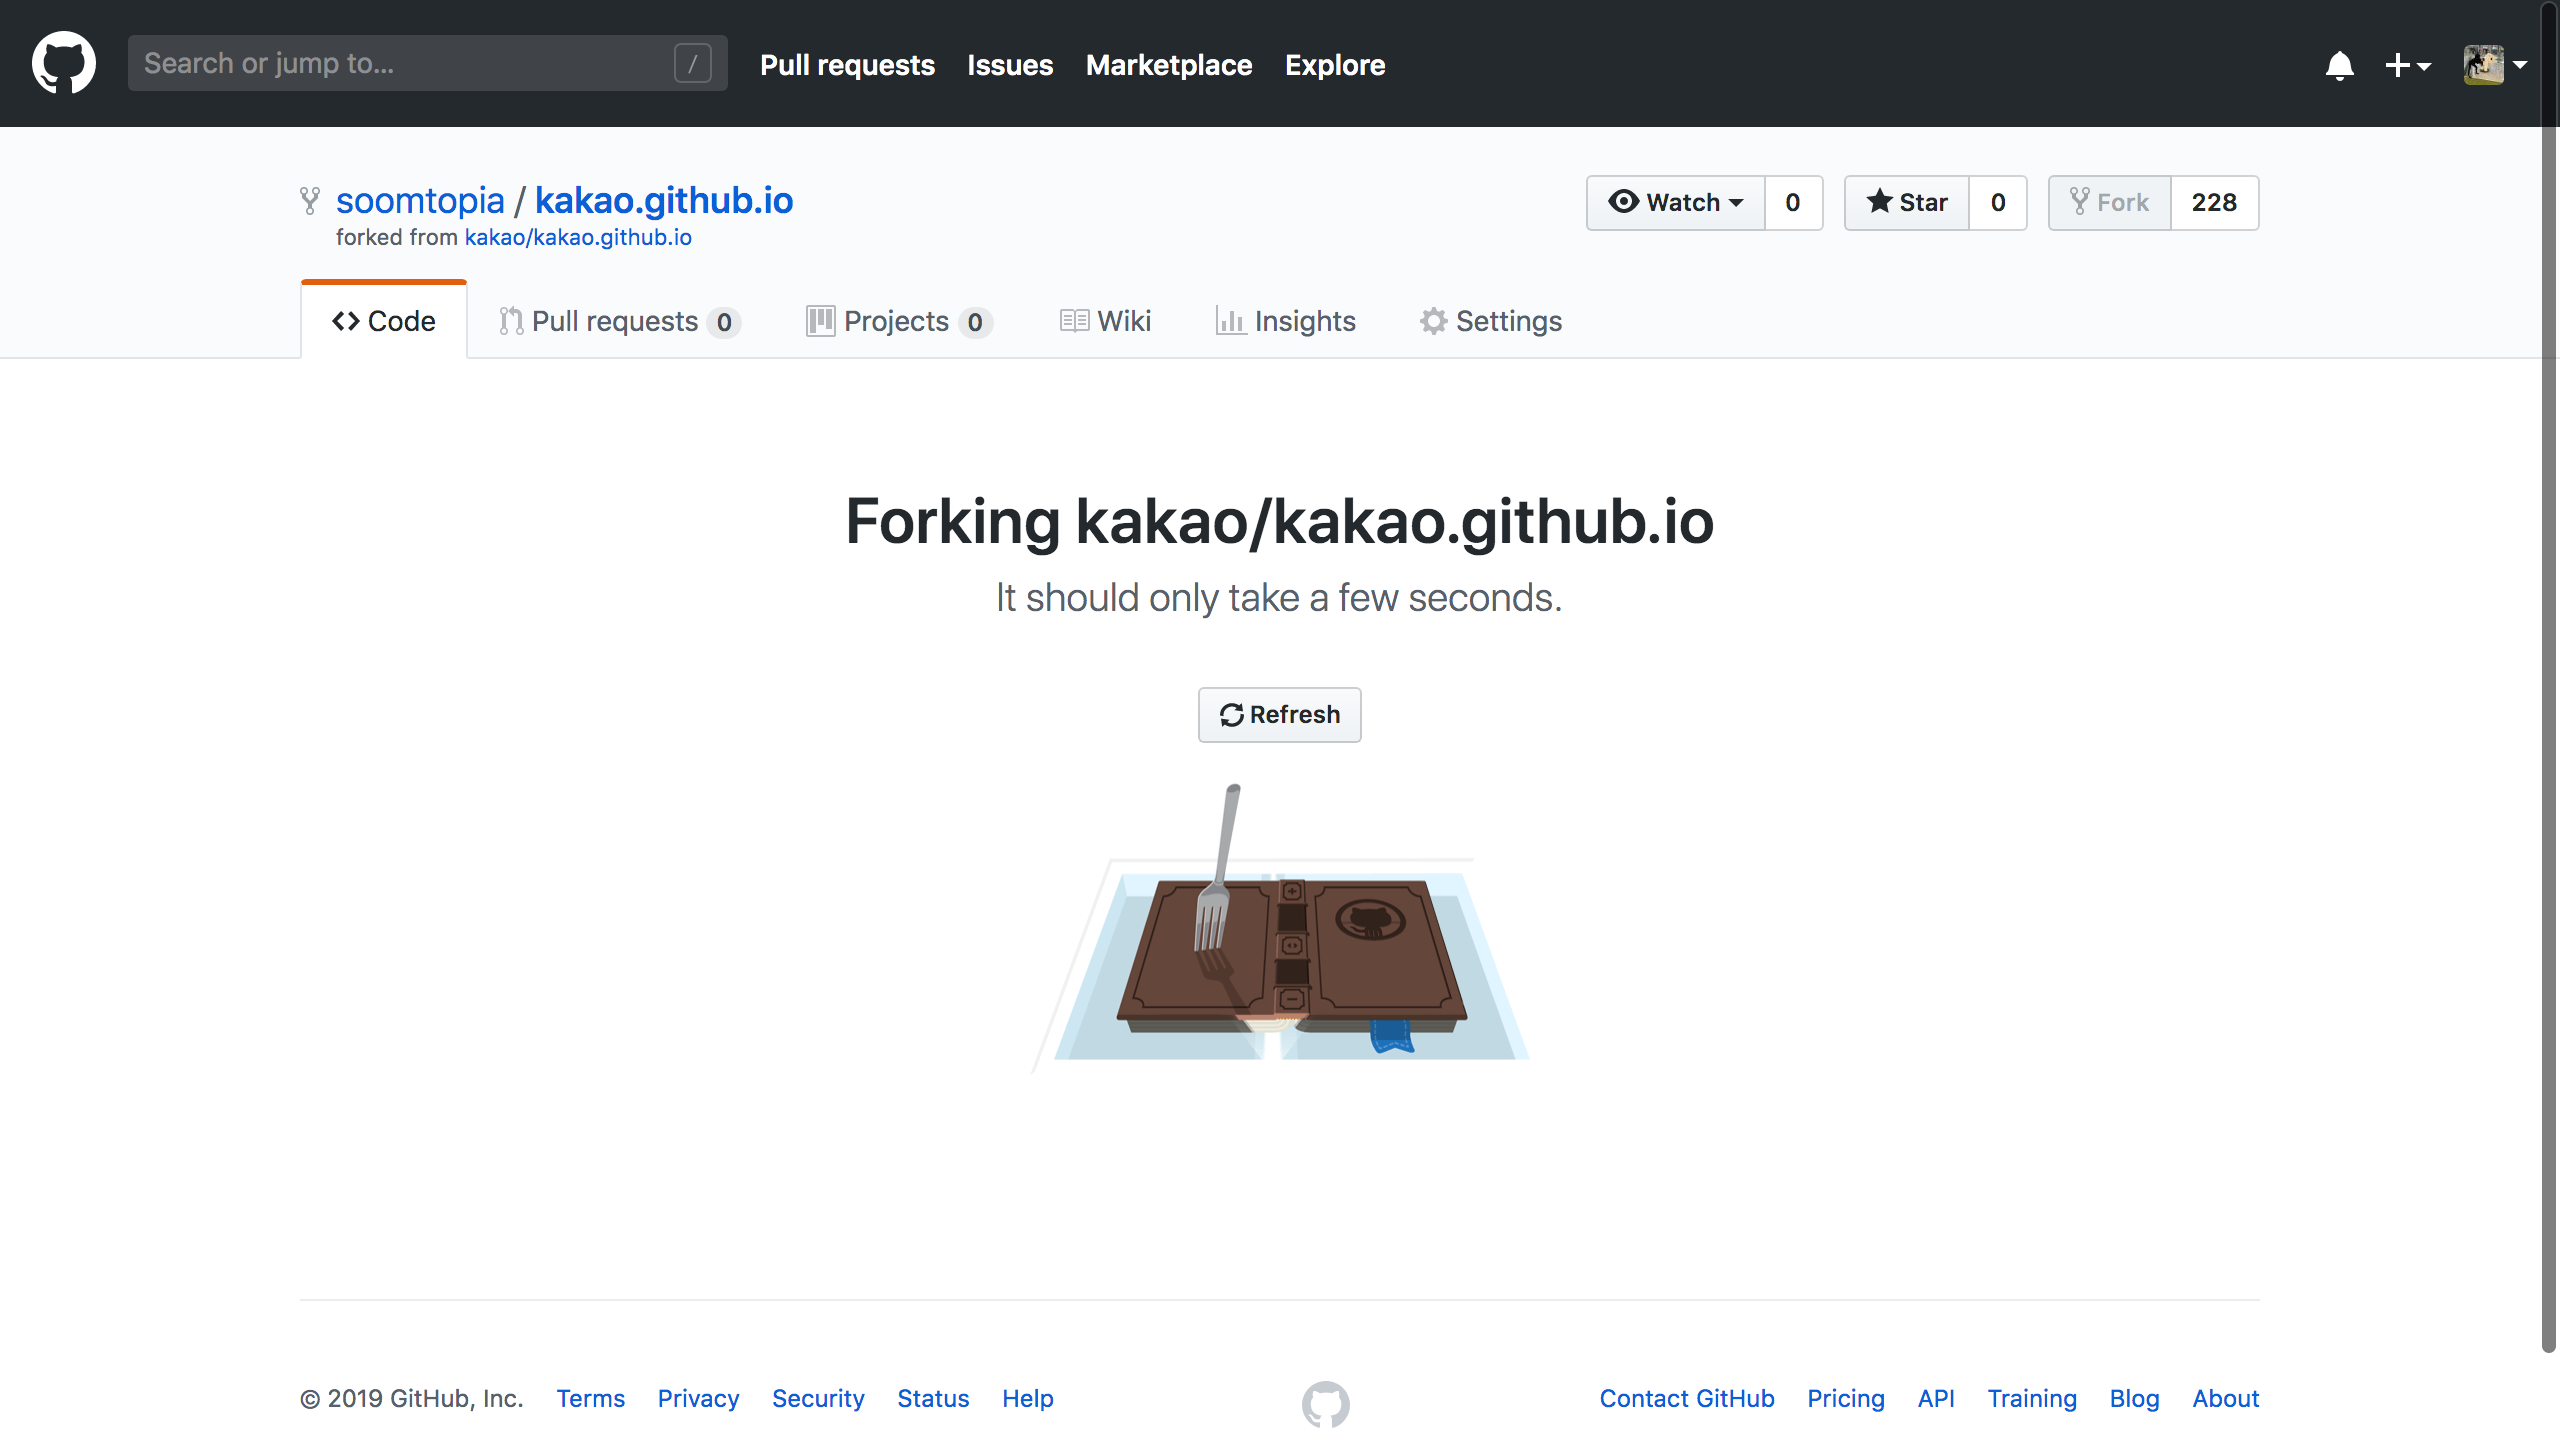 Search or jump to... /
Pull requests Issues Marketplace Explore
soomtopia / kakao.github.io
forked from kakao/kakao.github.io
Watch 0 Star 0 Fork 228
Code Pull requests 0 Projects 0 Wiki Insights Settings
Forking kakao/kakao.github.io
It should only take a few seconds.
Refresh
© 2019 GitHub, Inc. Terms Privacy Security Status Help Contact GitHub Pricing API Training Blog About